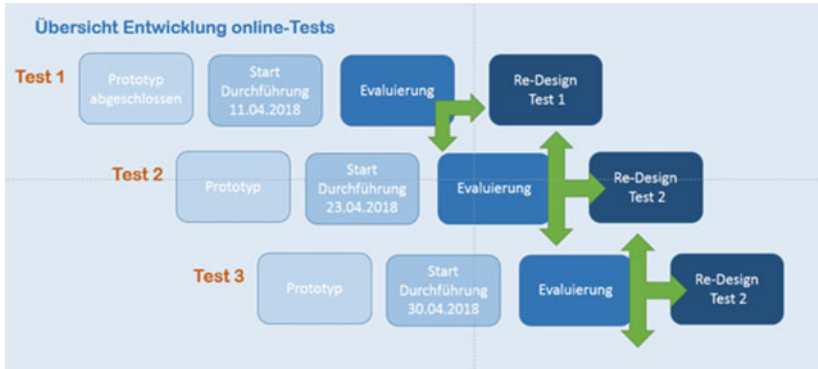 Übersicht Entwicklung online-Tests
Test 1
Prototyp
abgeschlossen
Start
Durchführung
11.04.2018
Evaluierung
Re-Design
Test 1
Test 2
Prototyp
Start
Durchführung
23.04.2018
Evaluierung
Re-Design
Test 2
Test 3
Prototyp
Start
Durchführung
30.04.2018
Evaluierung
Re-Design
Test 2